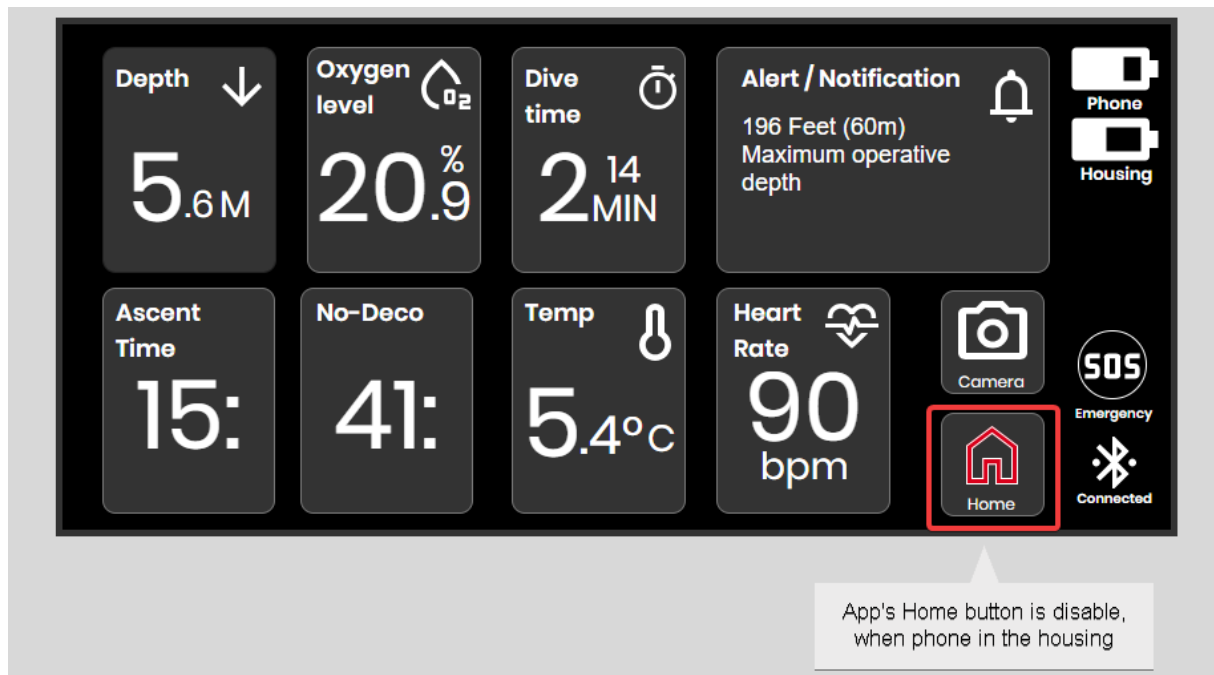 Depth
5.6 M
Oxygen
level
O2
20.9 %
Dive
time
2 14
MIN
Alert / Notification
196 Feet (60m)
Maximum operative
depth
Phone
Housing
Ascent
Time
15:
No-Deco
41:
Temp
5.4°C
Heart
Rate
90
bpm
Camera
Home
SOS
Emergency
Connected
App's Home button is disable,
when phone in the housing